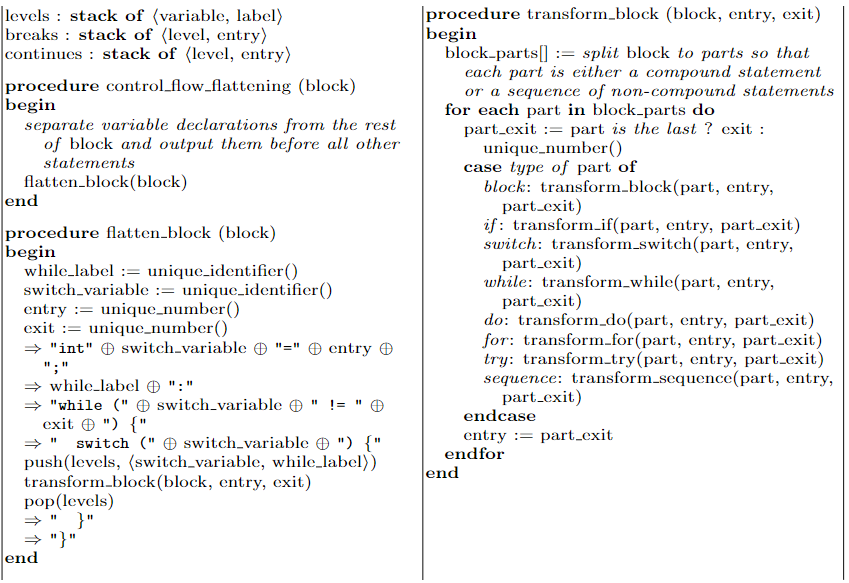 levels : stack of ⟨variable, label⟩
breaks : stack of ⟨level, entry⟩
continues : stack of ⟨level, entry⟩
procedure control_flow_flattening (block)
begin
separate variable declarations from the rest
of block and output them before all other
statements
flatten_block(block)
end
procedure flatten_block (block)
begin
while_label := unique_identifier()
switch_variable := unique_identifier()
entry := unique_number()
exit := unique_number()
⇒ "int" ⊕ switch_variable ⊕ "=" ⊕ entry ⊕
";"
⇒ while_label ⊕ ":"
⇒ "while (" ⊕ switch_variable ⊕ " != " ⊕
exit ⊕ ") {"
⇒ "  switch (" ⊕ switch_variable ⊕ ") {"
push(levels, ⟨switch_variable, while_label⟩)
transform_block(block, entry, exit)
pop(levels)
⇒ "  }"
⇒ "}"
end
procedure transform_block (block, entry, exit)
begin
block_parts[] := split block to parts so that
each part is either a compound statement
or a sequence of non-compound statements
for each part in block_parts do
part_exit := part is the last ? exit :
unique_number()
case type of part of
block: transform_block(part, entry,
part_exit)
if: transform_if(part, entry, part_exit)
switch: transform_switch(part, entry,
part_exit)
while: transform_while(part, entry,
part_exit)
do: transform_do(part, entry, part_exit)
for: transform_for(part, entry, part_exit)
try: transform_try(part, entry, part_exit)
sequence: transform_sequence(part, entry,
part_exit)
endcase
entry := part_exit
endfor
end